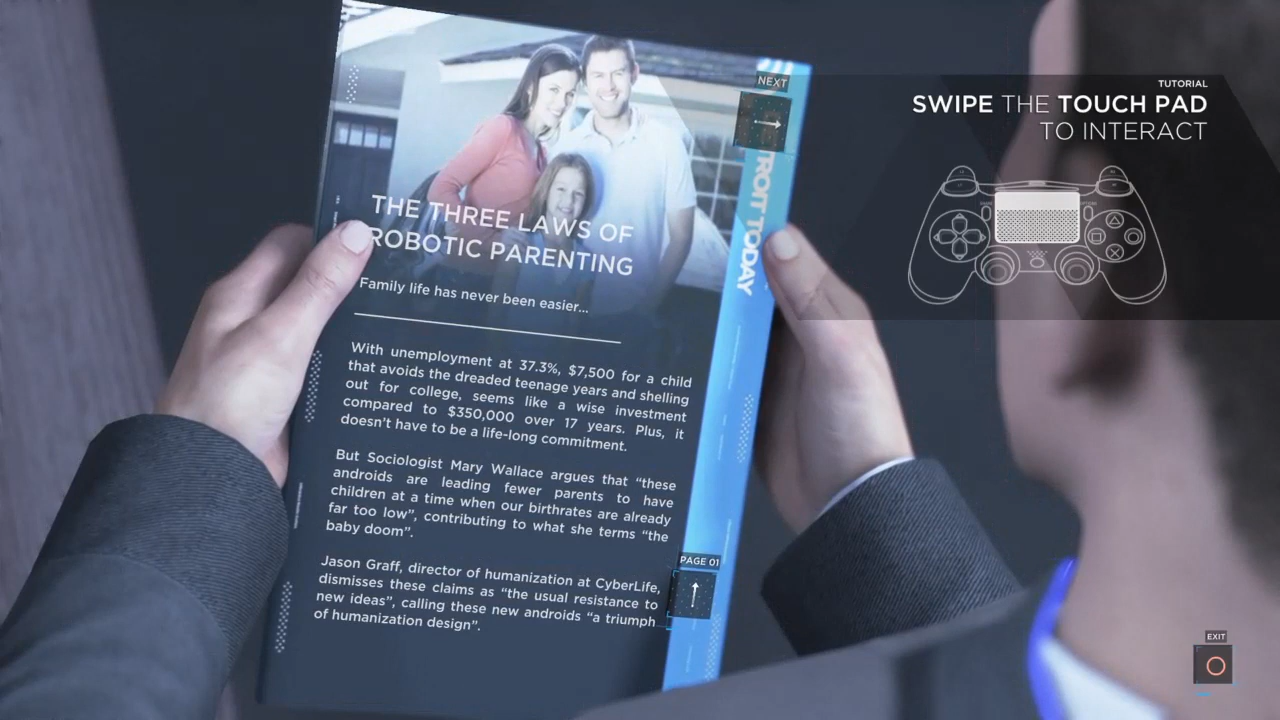 NEXT
TUTORIAL
SWIPE THE TOUCH PAD
TO INTERACT
THE THREE LAWS OF
ROBOTIC PARENTING
Family life has never been easier...
With unemployment at 37.3%, $7,500 for a child
that avoids the dreaded teenage years and shelling
out for college, seems like a wise investment
compared to $350,000 over 17 years. Plus, it
doesn't have to be a life-long commitment.
But Sociologist Mary Wallace argues that "these
androids are leading fewer parents to have
children at a time when our birthrates are already
far too low", contributing to what she terms "the
baby doom".
Jason Graff, director of humanization at CyberLife,
dismisses these claims as "the usual resistance to
new ideas", calling these new androids "a triumph
of humanization design".
TROIT TODAY
PAGE 01
EXIT